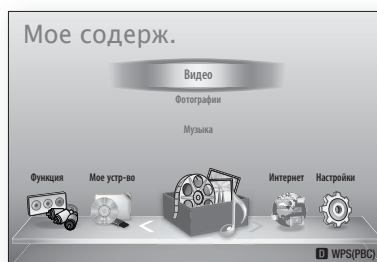 Мое содерж.
Видео
Фотографии
Музыка
Функция Мое устр-во Интернет Настройки
D WPS(PBC)